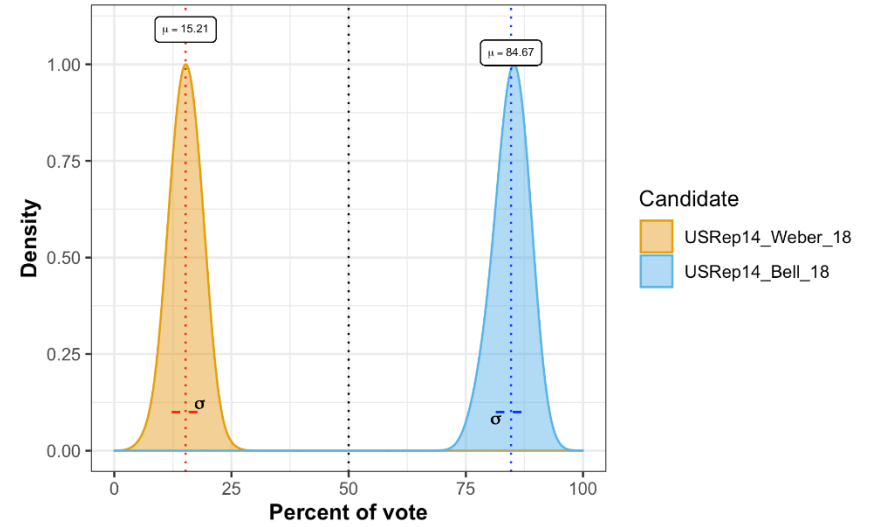 μ = 15.21
μ = 84.67
1.00
0.75
0.50
0.25
0.00
Density
σ
σ
0 25 50 75 100
Percent of vote
Candidate
USRep14_Weber_18
USRep14_Bell_18